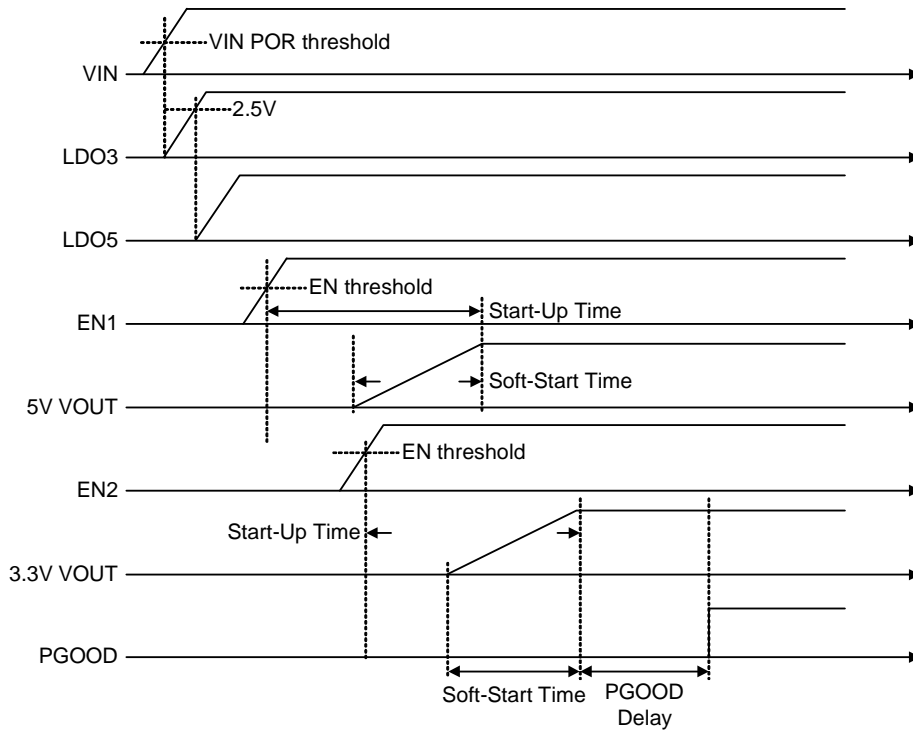 VIN POR threshold
VIN
2.5V
LDO3
LDO5
EN threshold
Start-Up Time
EN1
Soft-Start Time
5V VOUT
EN threshold
EN2
Start-Up Time
3.3V VOUT
PGOOD
Soft-Start Time
PGOOD
Delay